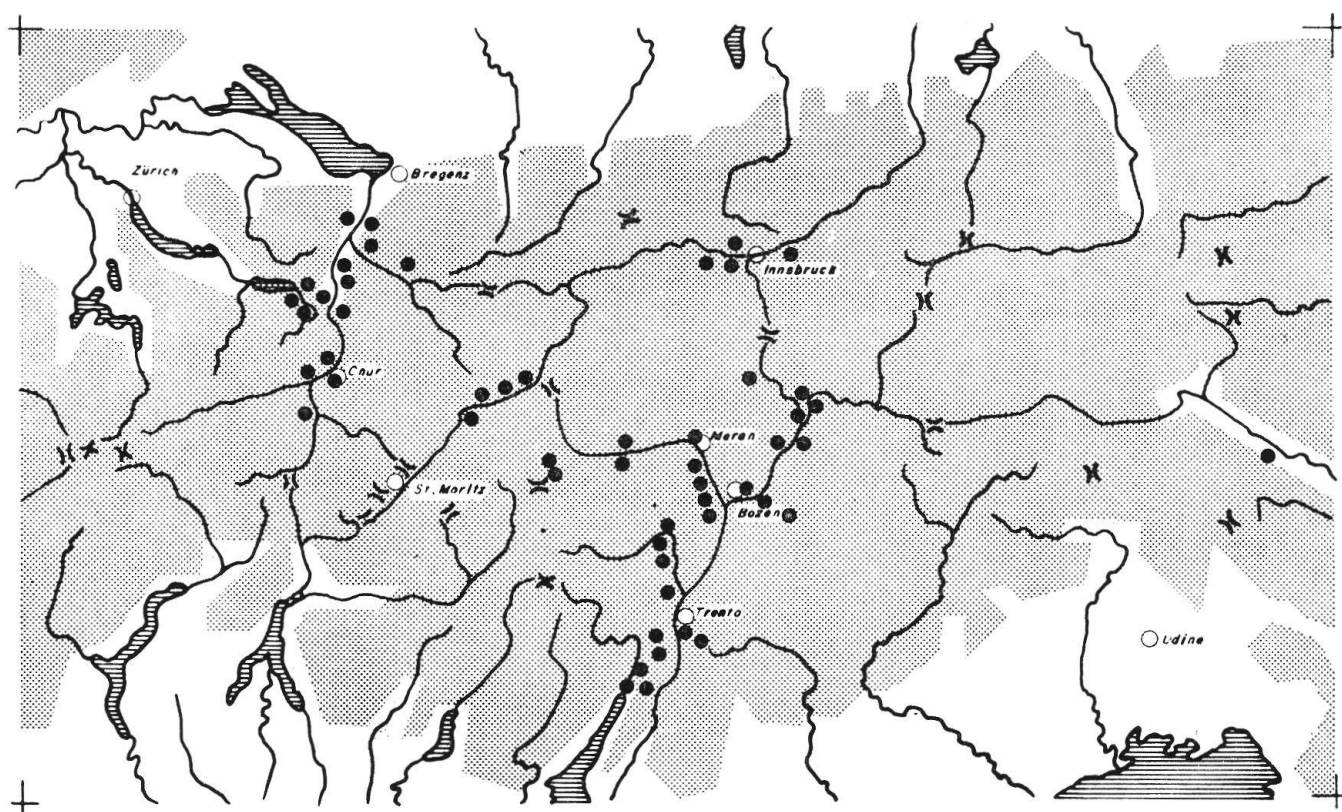 Zürich
Bregenz
Innsbruck
Chur
Meran
St. Moritz
Bozen
Trento
Udine